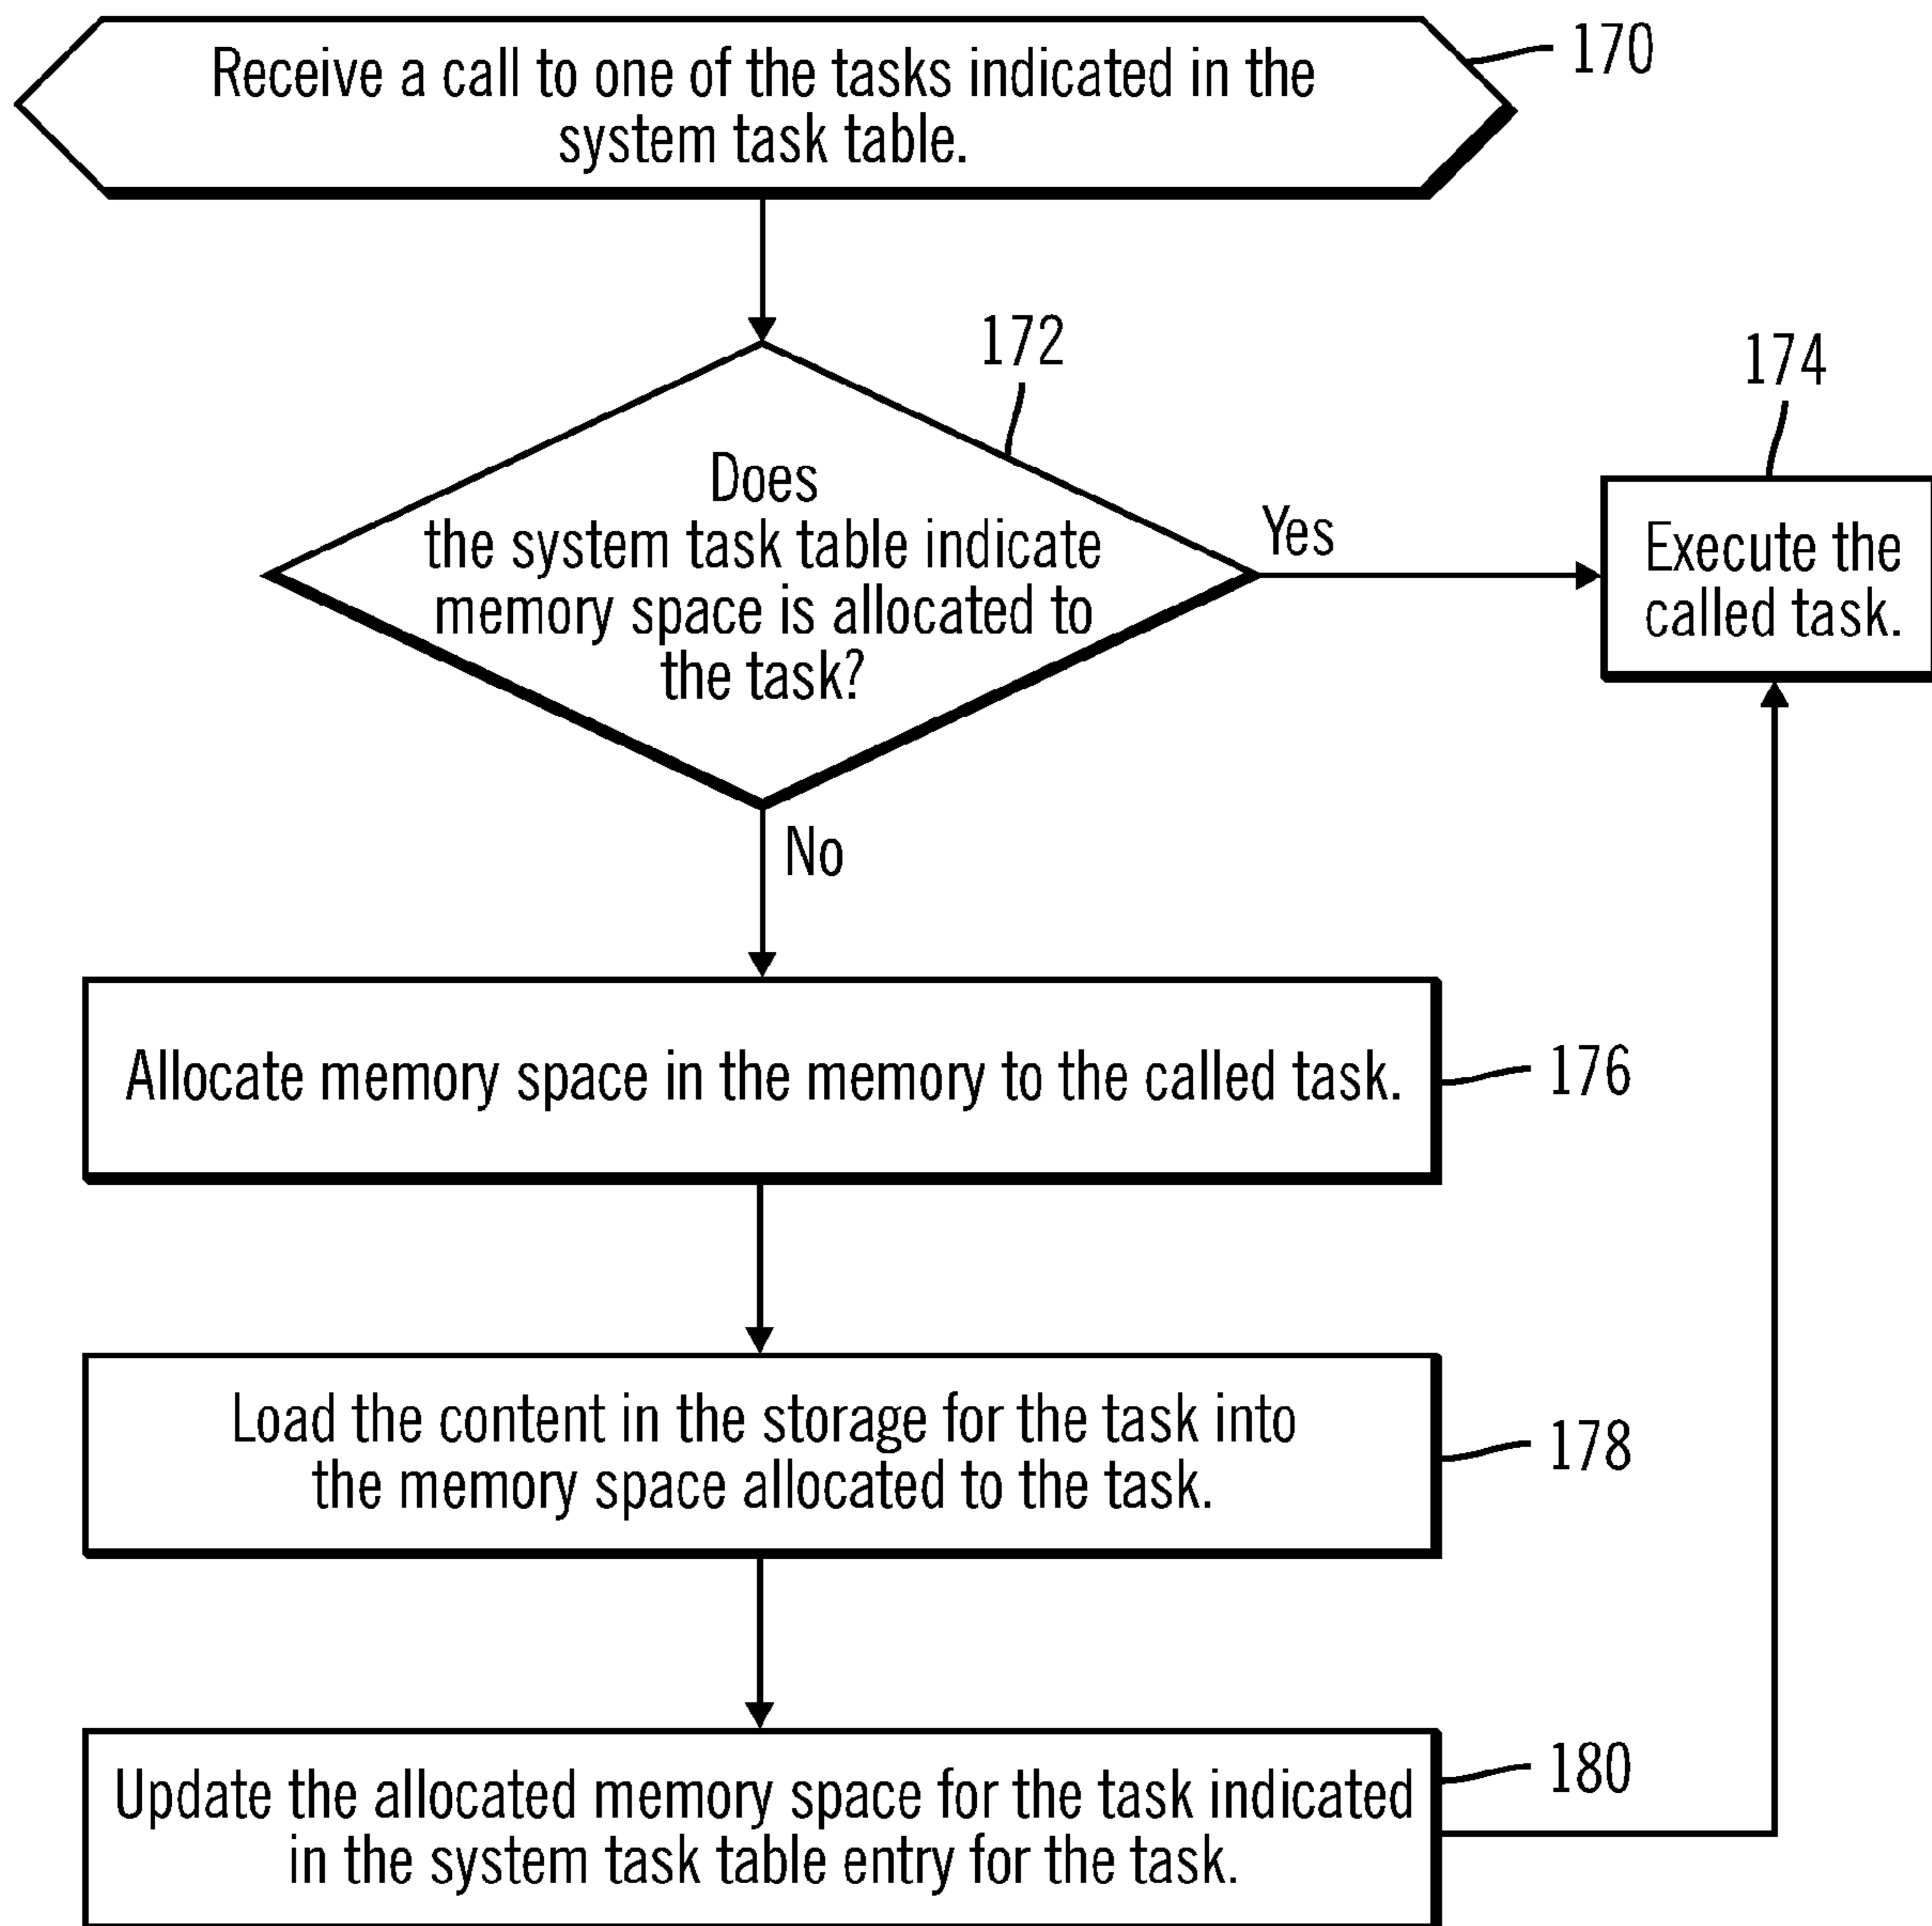 Receive a call to one of the tasks indicated in the
system task table.
170
172
Does
the system task table indicate
memory space is allocated to
the task?
Yes
174
Execute the
called task.
No
Allocate memory space in the memory to the called task.
176
Load the content in the storage for the task into
the memory space allocated to the task.
178
Update the allocated memory space for the task indicated
in the system task table entry for the task.
180